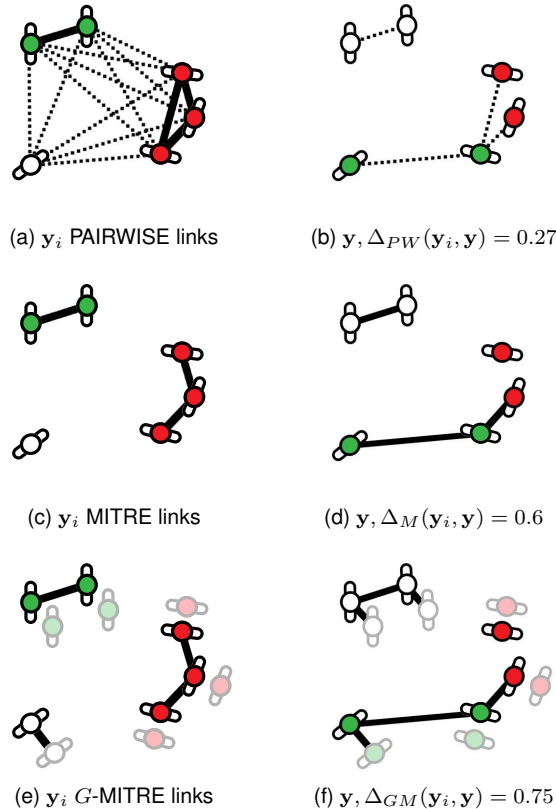 (a) yᵢ PAIRWISE links
(b) y, Δ_PW(yᵢ, y) = 0.27
(c) yᵢ MITRE links
(d) y, Δ_M(yᵢ, y) = 0.6
(e) yᵢ G-MITRE links
(f) y, Δ_GM(yᵢ, y) = 0.75